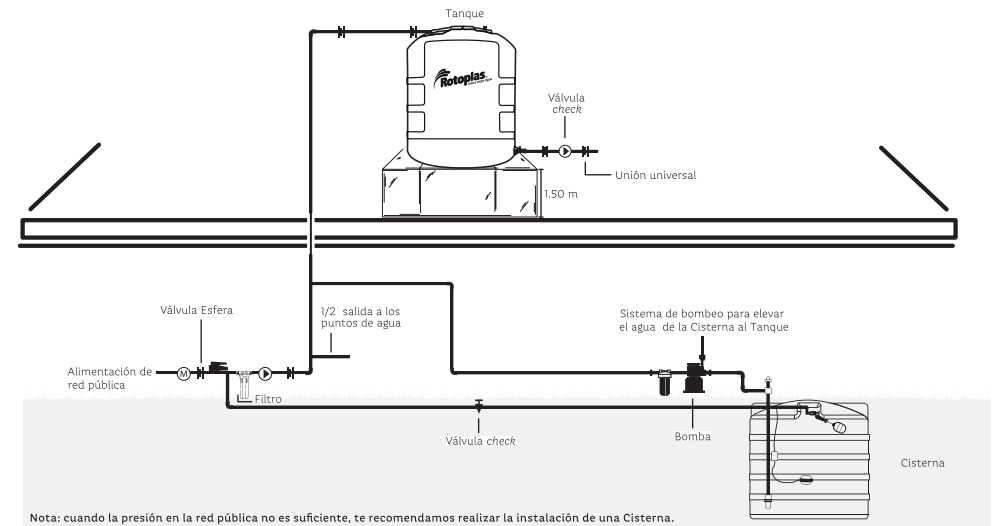 Tanque
Rotoplas
Válvula
check
Unión universal
1.50 m
Válvula Esfera
1/2 salida a los
puntos de agua
Sistema de bombeo para elevar
el agua de la Cisterna al Tanque
Alimentación de
red pública
M
Filtro
Válvula check
Bomba
Cisterna
Nota: cuando la presión en la red pública no es suficiente, te recomendamos realizar la instalación de una Cisterna.